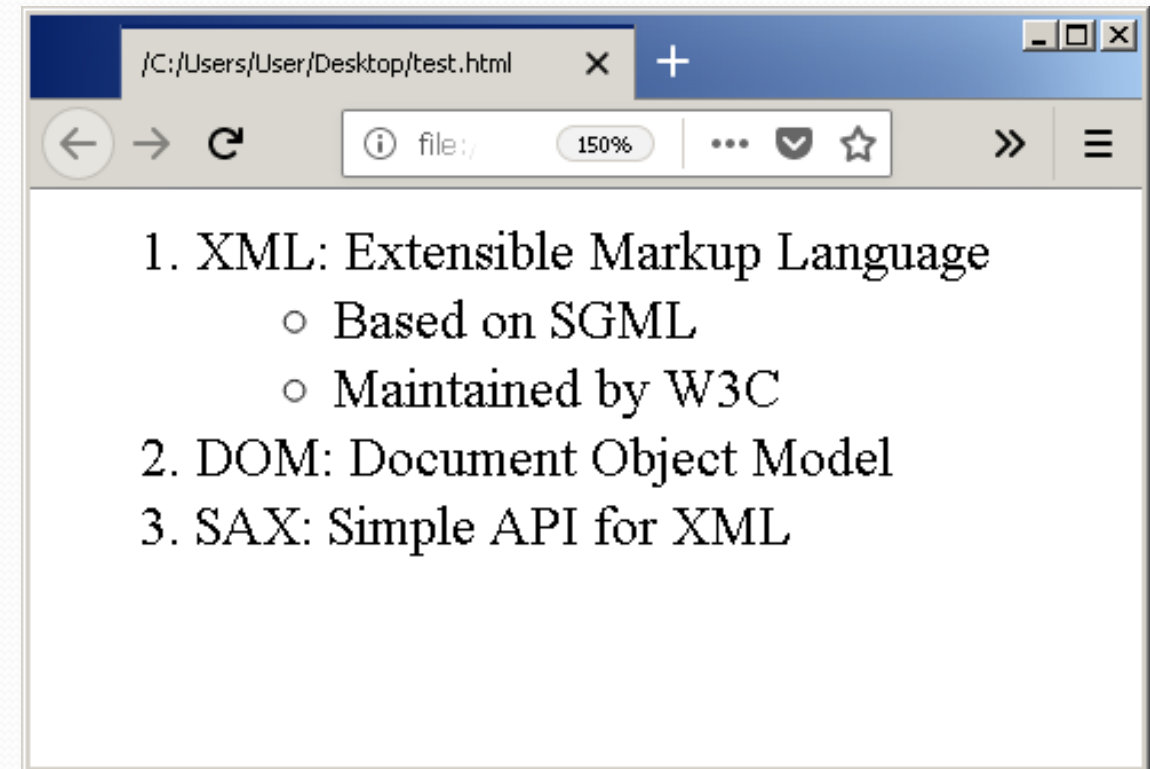 /C:/Users/User/Desktop/test.html
file:/
150%
1. XML: Extensible Markup Language
Based on SGML
Maintained by W3C
2. DOM: Document Object Model
3. SAX: Simple API for XML